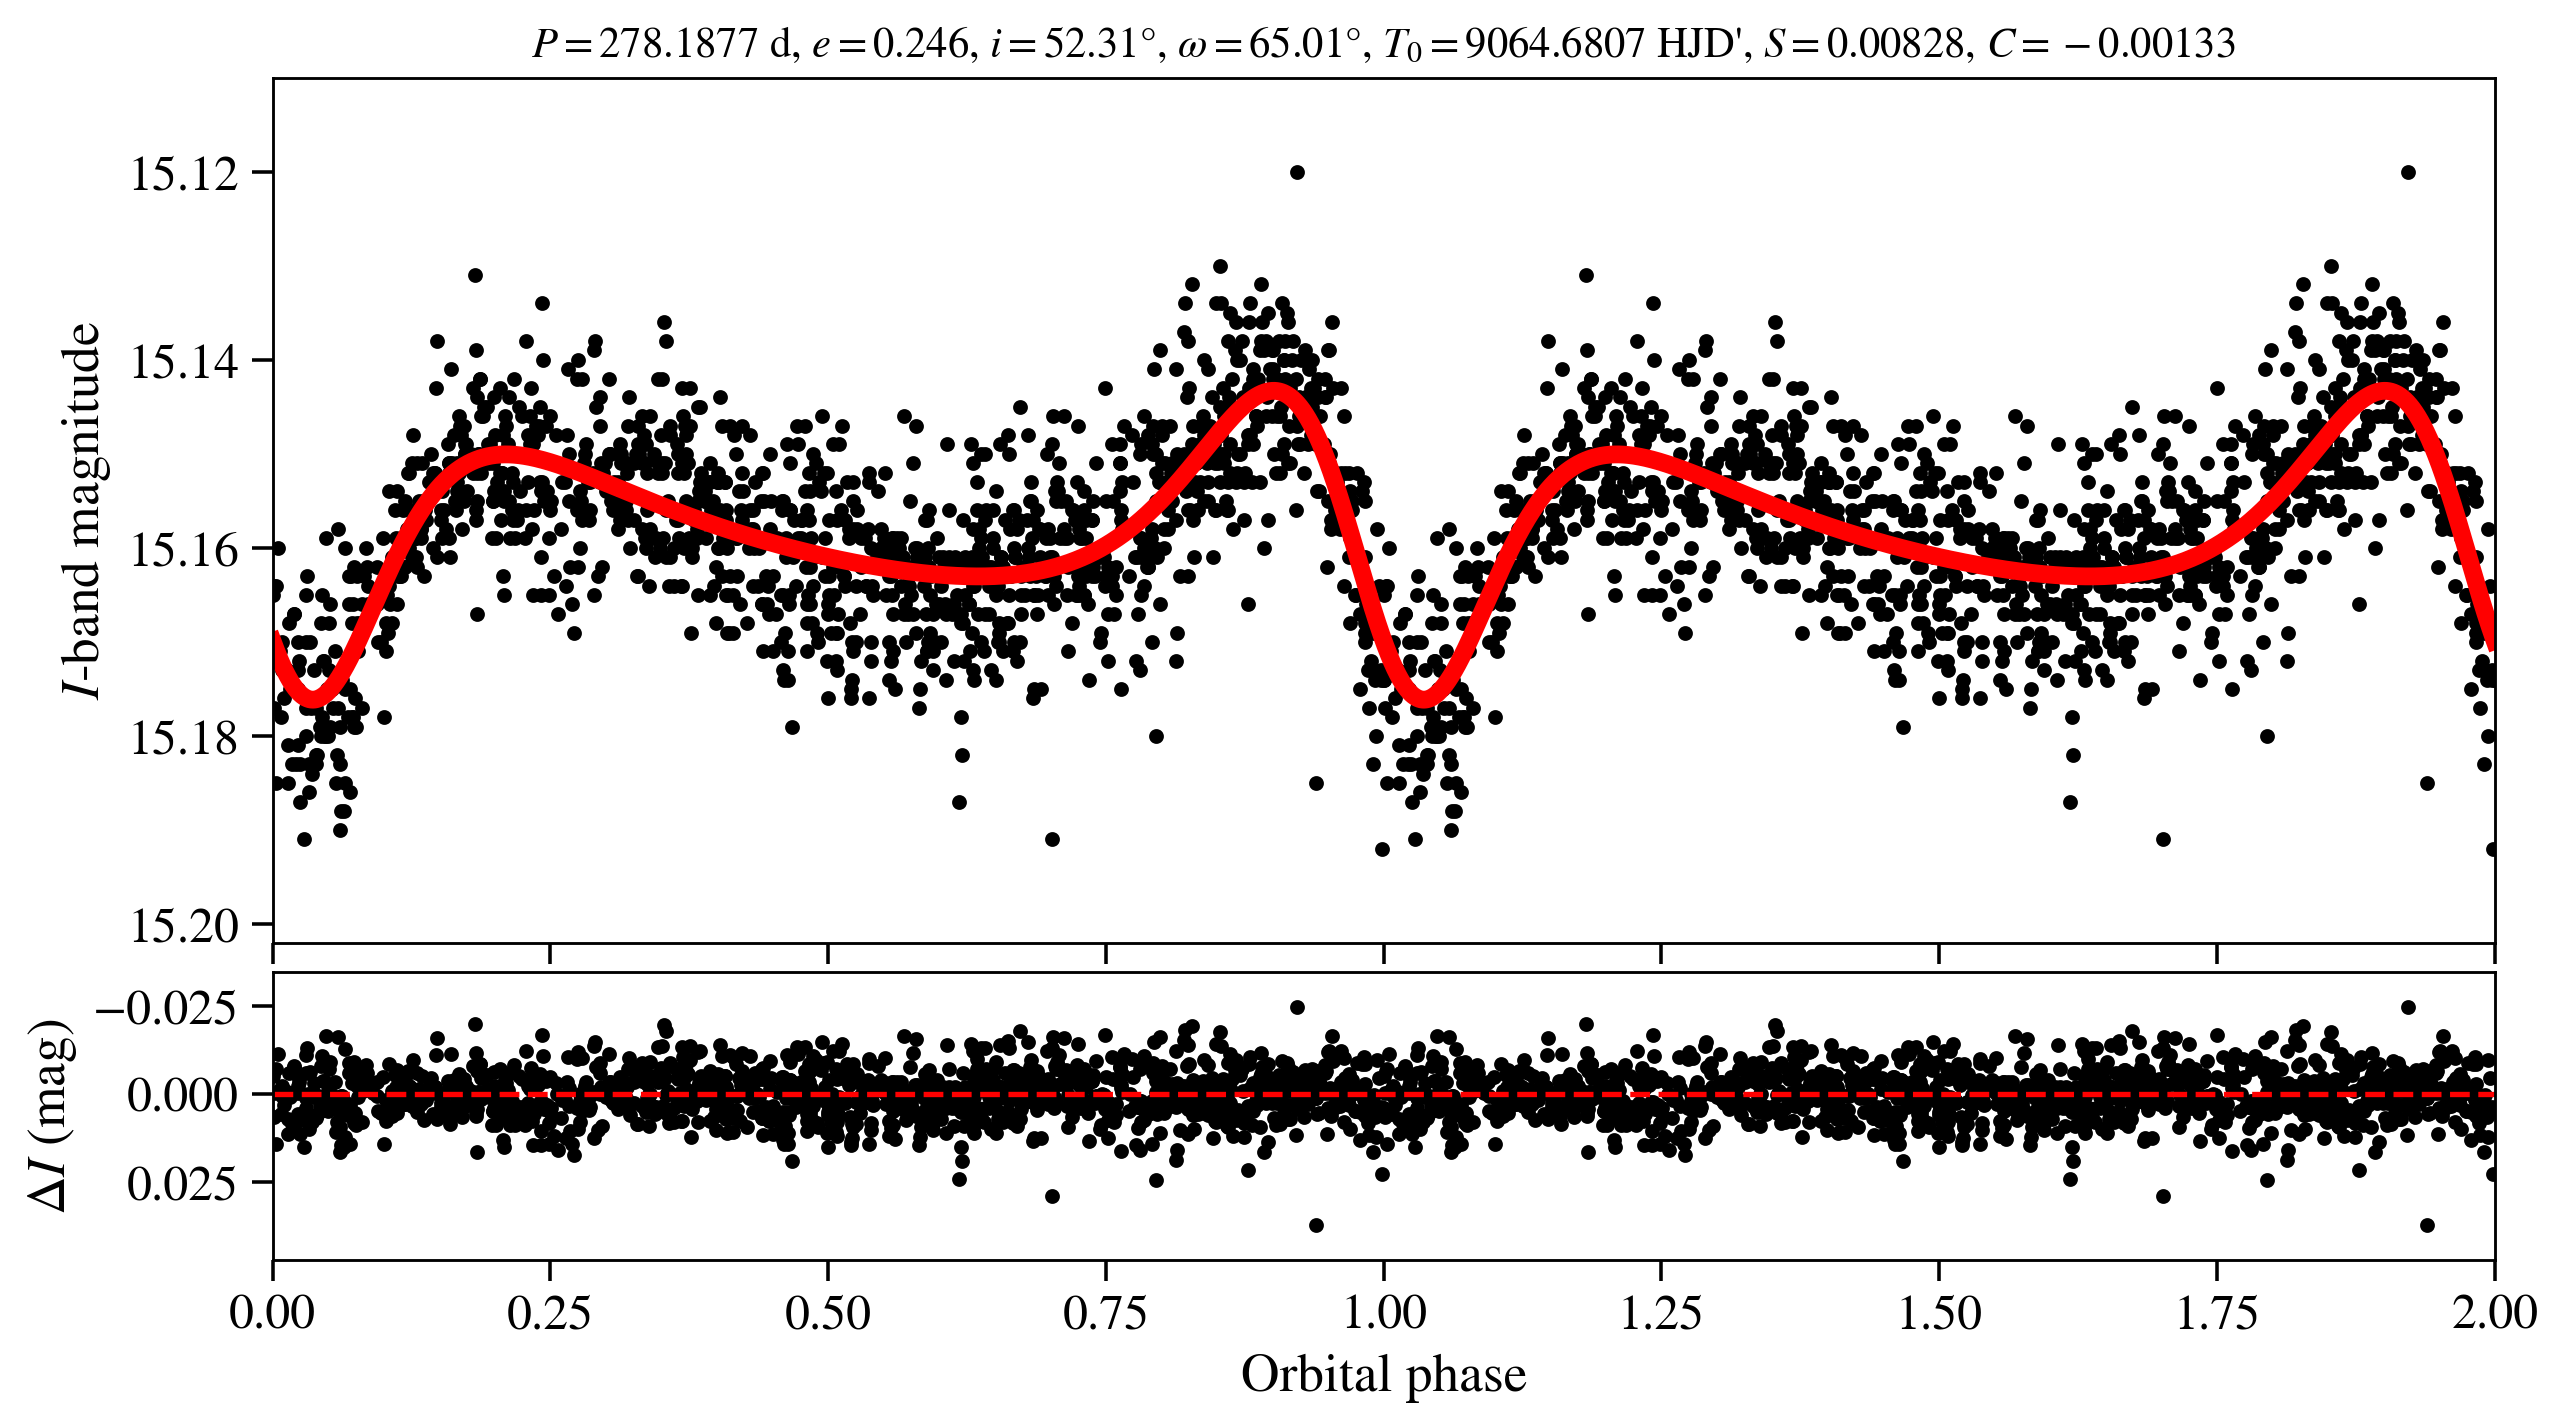 P = 278.1877 d, e = 0.246, i = 52.31°, ω = 65.01°, T₀ = 9064.6807 HJD', S = 0.00828, C = −0.00133
I-band magnitude
15.12
15.14
15.16
15.18
15.20
ΔI (mag)
−0.025
0.000
0.025
0.00 0.25 0.50 0.75 1.00 1.25 1.50 1.75 2.00
Orbital phase